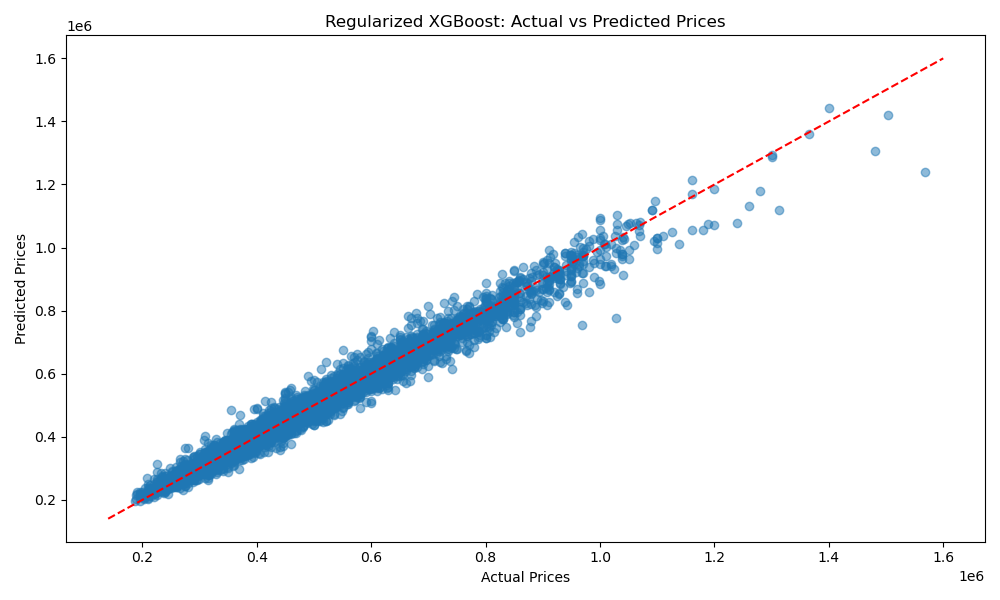 Regularized XGBoost: Actual vs Predicted Prices
1e6
1.6
1.4
1.2
1.0
0.8
0.6
0.4
0.2
Predicted Prices
0.2 0.4 0.6 0.8 1.0 1.2 1.4 1.6
1e6
Actual Prices